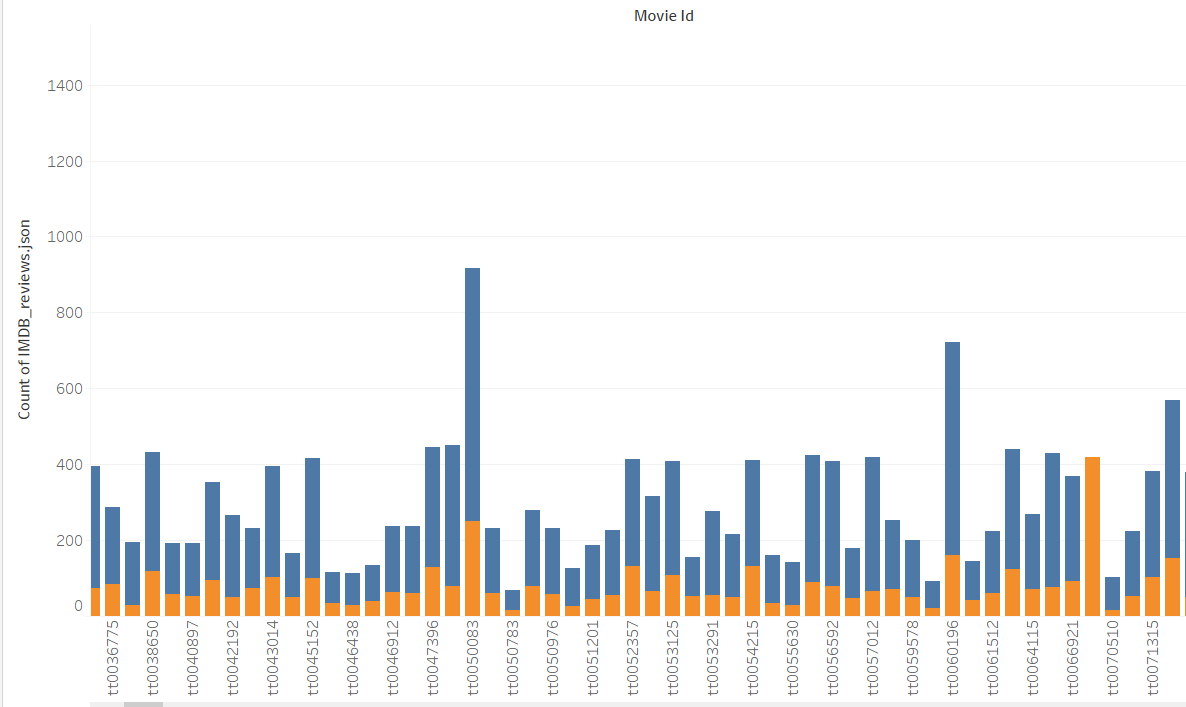 Movie Id
Count of IMDB_reviews.json
1400
1200
1000
800
600
400
200
0
tt0036775
tt0038650
tt0040897
tt0042192
tt0043014
tt0045152
tt0046438
tt0046912
tt0047396
tt0050083
tt0050783
tt0050976
tt0051201
tt0052357
tt0053125
tt0053291
tt0054215
tt0055630
tt0056592
tt0057012
tt0059578
tt0060196
tt0061512
tt0064115
tt0066921
tt0070510
tt0071315